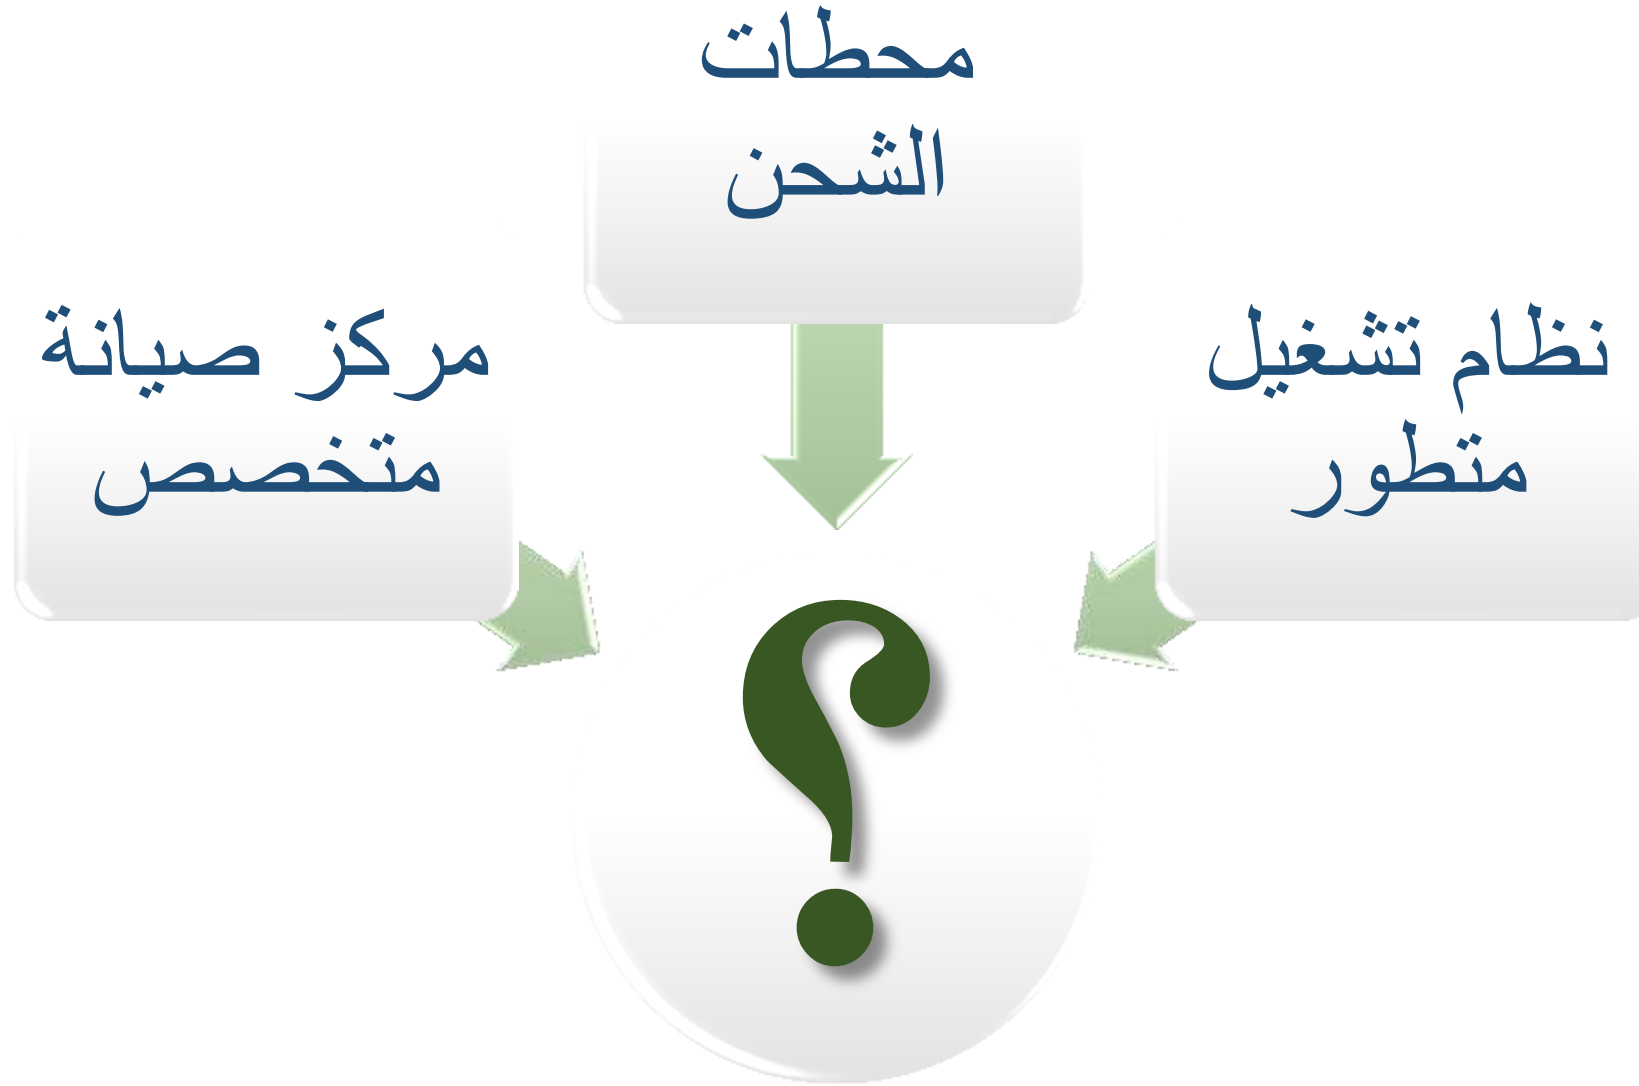 محطات
الشحن
نظام تشغيل
متطور
مركز صيانة
متخصص
؟